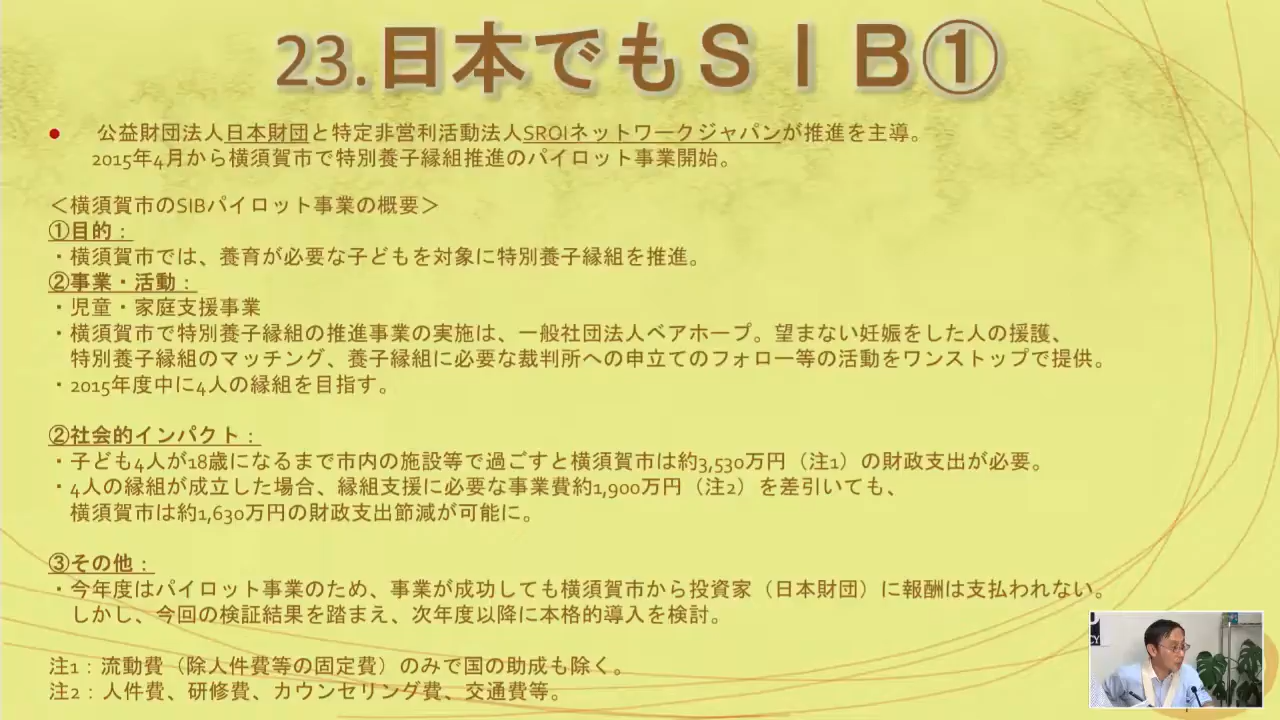 23.日本でもＳＩＢ①
● 公益財団法人日本財団と特定非営利活動法人SROIネットワークジャパンが推進を主導。
2015年4月から横須賀市で特別養子縁組推進のパイロット事業開始。
＜横須賀市のSIBパイロット事業の概要＞
①目的：
・横須賀市では、養育が必要な子どもを対象に特別養子縁組を推進。
②事業・活動：
・児童・家庭支援事業
・横須賀市で特別養子縁組の推進事業の実施は、一般社団法人ベアホープ。望まない妊娠をした人の援護、
特別養子縁組のマッチング、養子縁組に必要な裁判所への申立てのフォロー等の活動をワンストップで提供。
・2015年度中に4人の縁組を目指す。
②社会的インパクト：
・子ども4人が18歳になるまで市内の施設等で過ごすと横須賀市は約3,530万円（注1）の財政支出が必要。
・4人の縁組が成立した場合、縁組支援に必要な事業費約1,900万円（注2）を差引いても、
横須賀市は約1,630万円の財政支出節減が可能に。
③その他：
・今年度はパイロット事業のため、事業が成功しても横須賀市から投資家（日本財団）に報酬は支払われない。
しかし、今回の検証結果を踏まえ、次年度以降に本格的導入を検討。
注1：流動費（除人件費等の固定費）のみで国の助成も除く。
注2：人件費、研修費、カウンセリング費、交通費等。